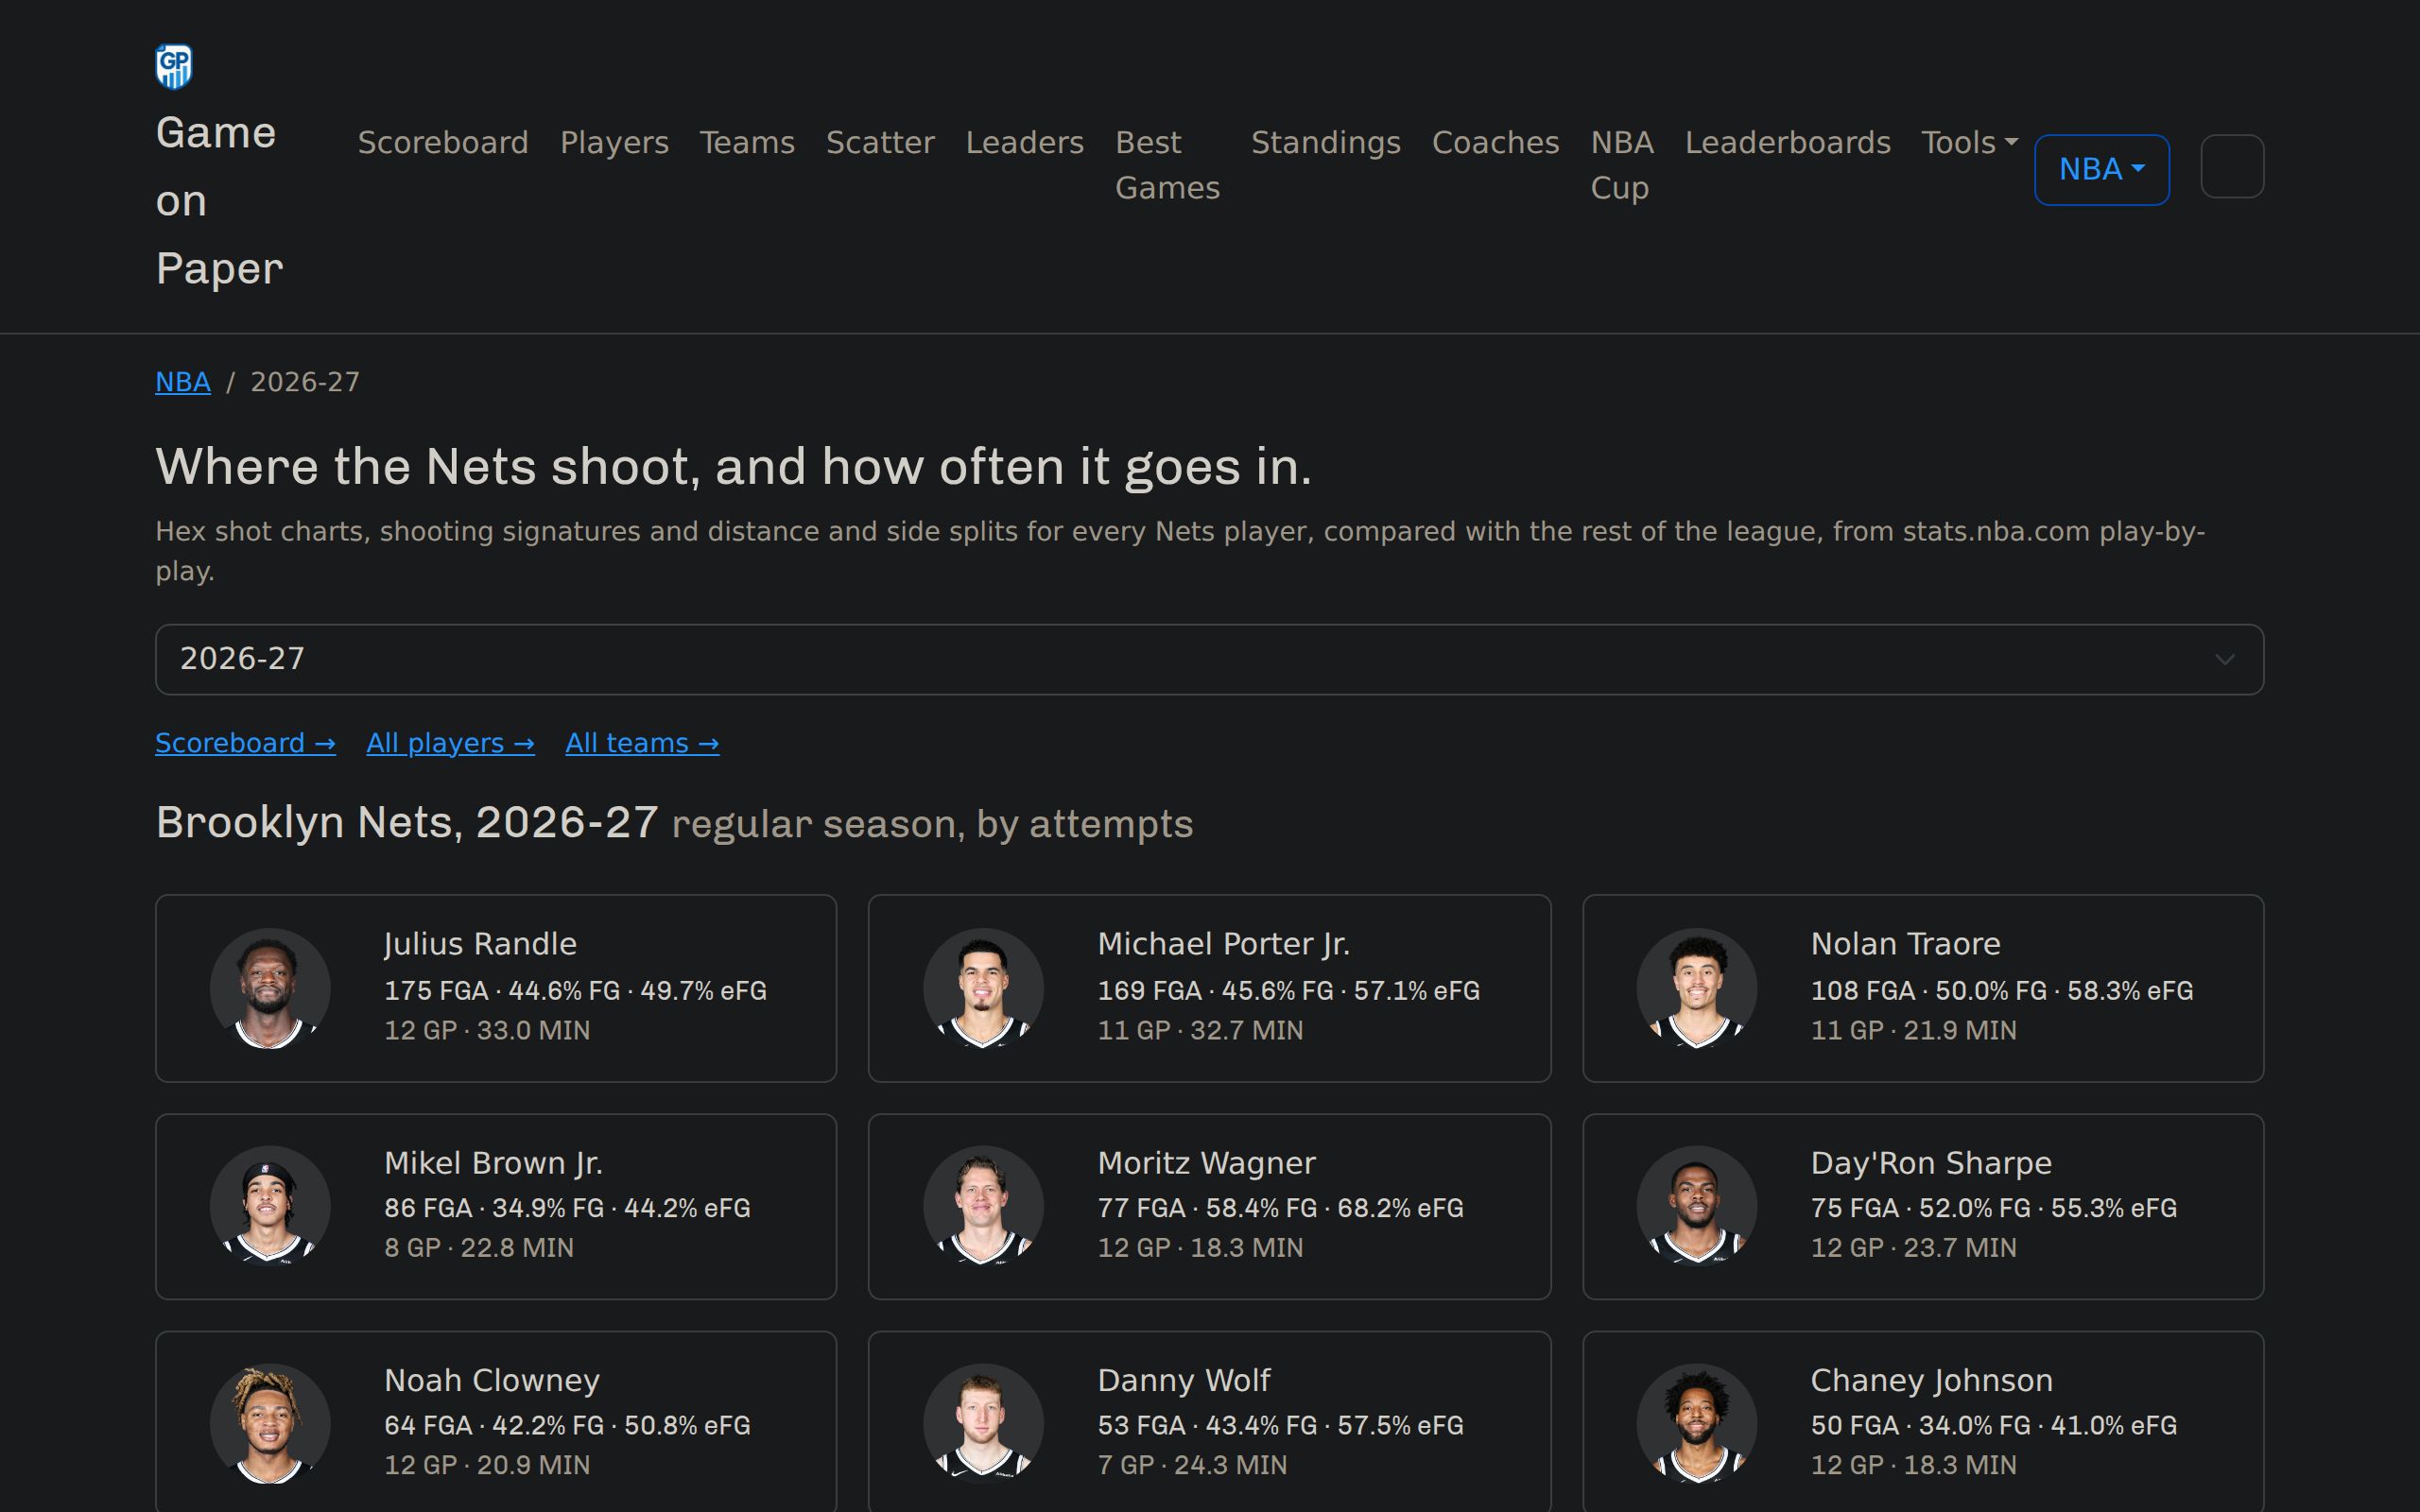 GP
Game
on
Paper
Scoreboard Players Teams Scatter Leaders Best Games Standings Coaches NBA Cup Leaderboards Tools NBA
NBA / 2026-27
Where the Nets shoot, and how often it goes in.
Hex shot charts, shooting signatures and distance and side splits for every Nets player, compared with the rest of the league, from stats.nba.com play-by-
play.
2026-27
Scoreboard → All players → All teams →
Brooklyn Nets, 2026-27 regular season, by attempts
Julius Randle
175 FGA · 44.6% FG · 49.7% eFG
12 GP · 33.0 MIN
Michael Porter Jr.
169 FGA · 45.6% FG · 57.1% eFG
11 GP · 32.7 MIN
Nolan Traore
108 FGA · 50.0% FG · 58.3% eFG
11 GP · 21.9 MIN
Mikel Brown Jr.
86 FGA · 34.9% FG · 44.2% eFG
8 GP · 22.8 MIN
Moritz Wagner
77 FGA · 58.4% FG · 68.2% eFG
12 GP · 18.3 MIN
Day'Ron Sharpe
75 FGA · 52.0% FG · 55.3% eFG
12 GP · 23.7 MIN
Noah Clowney
64 FGA · 42.2% FG · 50.8% eFG
12 GP · 20.9 MIN
Danny Wolf
53 FGA · 43.4% FG · 57.5% eFG
7 GP · 24.3 MIN
Chaney Johnson
50 FGA · 34.0% FG · 41.0% eFG
12 GP · 18.3 MIN